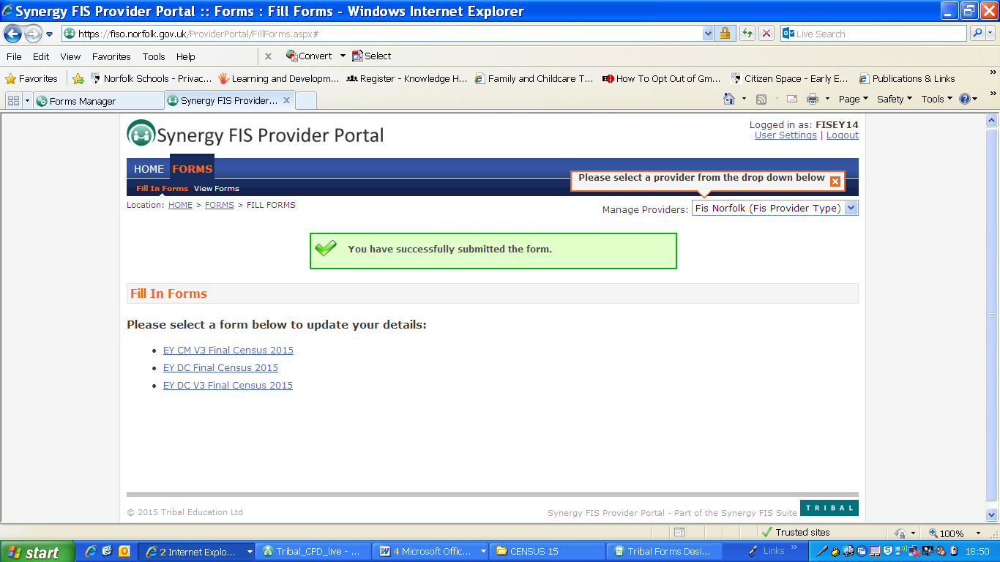 Synergy FIS Provider Portal :: Forms : Fill Forms - Windows Internet Explorer
https://fiso.norfolk.gov.uk/ProviderPortal/FillForms.aspx#
Live Search
File Edit View Favorites Tools Help
x Convert Select
Favorites Norfolk Schools - Privac... Learning and Developm... Register - Knowledge H... Family and Childcare T... How To Opt Out of Gm... Citizen Space - Early E... Publications & Links »
Forms Manager Synergy FIS Provider... x Page Safety Tools »
Synergy FIS Provider Portal
Logged in as: FISEY14
User Settings | Logout
HOME FORMS
Please select a provider from the drop down below
Fill In Forms View Forms
Location: HOME > FORMS > FILL FORMS
Manage Providers: Fis Norfolk (Fis Provider Type)
You have successfully submitted the form.
Fill In Forms
Please select a form below to update your details:
• EY CM V3 Final Census 2015
• EY DC Final Census 2015
• EY DC V3 Final Census 2015
© 2015 Tribal Education Ltd
Synergy FIS Provider Portal - Part of the Synergy FIS Suite TRIBAL
Trusted sites 100%
start 2 Internet Explo... Tribal_CPD_live - ... 4 Microsoft Offic... CENSUS 15 Tribal Forms Desi... Links » 18:50